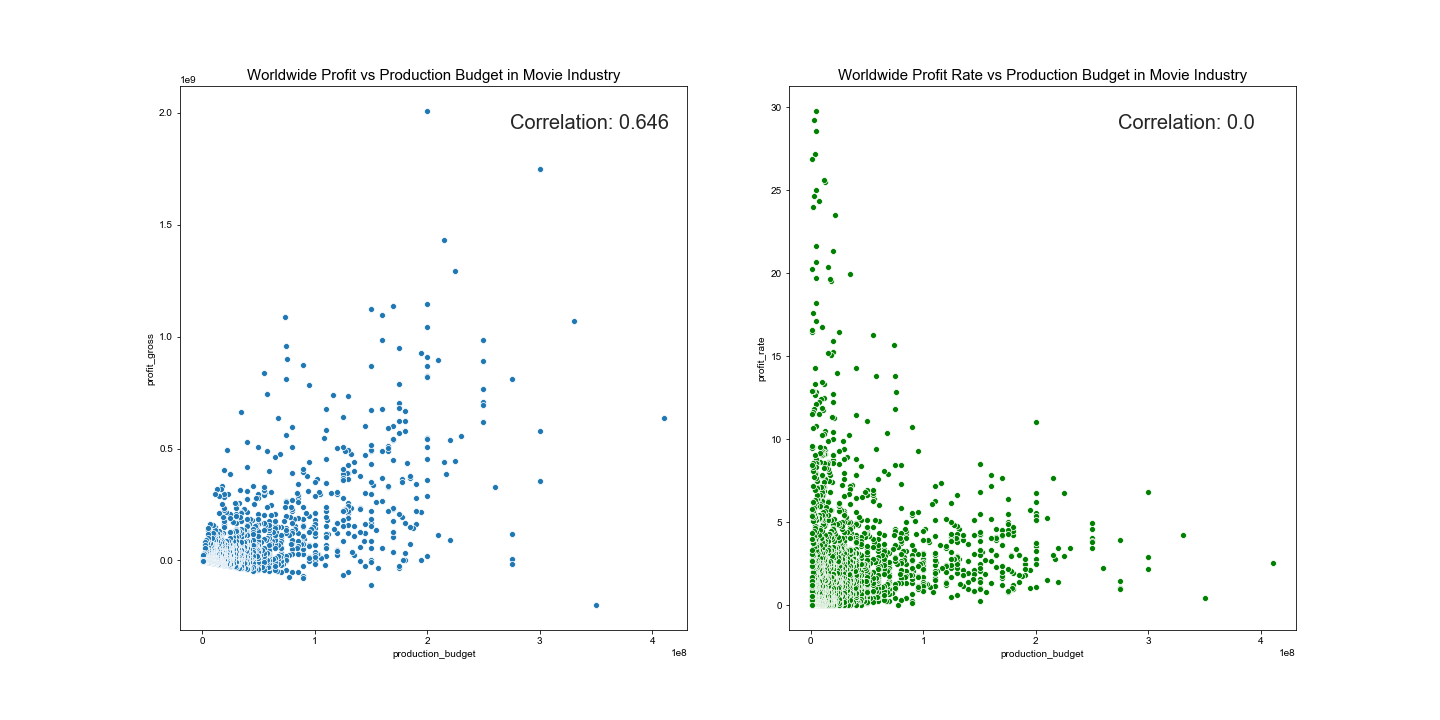 Worldwide Profit vs Production Budget in Movie Industry
1e9
Correlation: 0.646
2.0
1.5
1.0
0.5
0.0
profit_gross
0 1 2 3 4
1e8
production_budget
Worldwide Profit Rate vs Production Budget in Movie Industry
Correlation: 0.0
30
25
20
15
10
5
0
profit_rate
0 1 2 3 4
1e8
production_budget